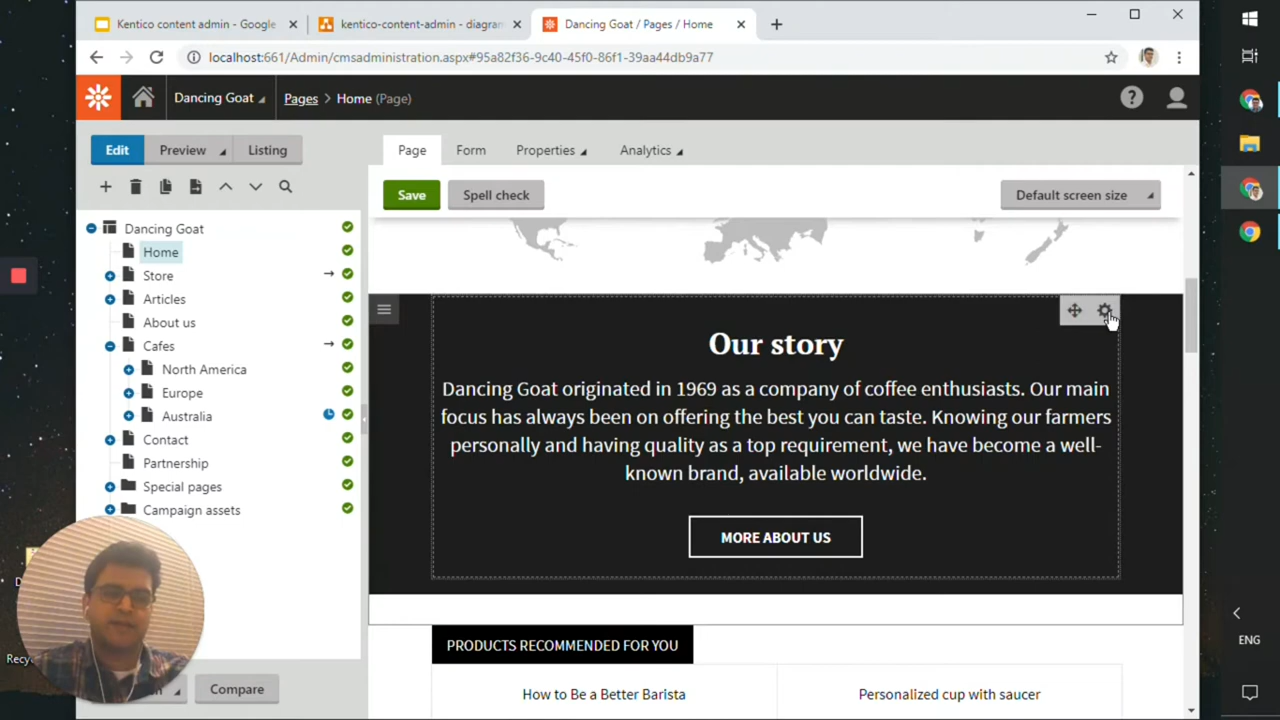 Kentico content admin - Google
kentico-content-admin - diagram
Dancing Goat / Pages / Home
localhost:661/Admin/cmsadministration.aspx#95a82f36-9c40-45f0-86f1-39aa44db9a77
Dancing Goat
Pages > Home (Page)
Edit
Preview
Listing
Page
Form
Properties
Analytics
Save
Spell check
Default screen size
Dancing Goat
Home
Store
Articles
About us
Cafes
North America
Europe
Australia
Contact
Partnership
Special pages
Campaign assets
Compare
Our story
Dancing Goat originated in 1969 as a company of coffee enthusiasts. Our main
focus has always been on offering the best you can taste. Knowing our farmers
personally and having quality as a top requirement, we have become a well-
known brand, available worldwide.
MORE ABOUT US
PRODUCTS RECOMMENDED FOR YOU
How to Be a Better Barista
Personalized cup with saucer
ENG